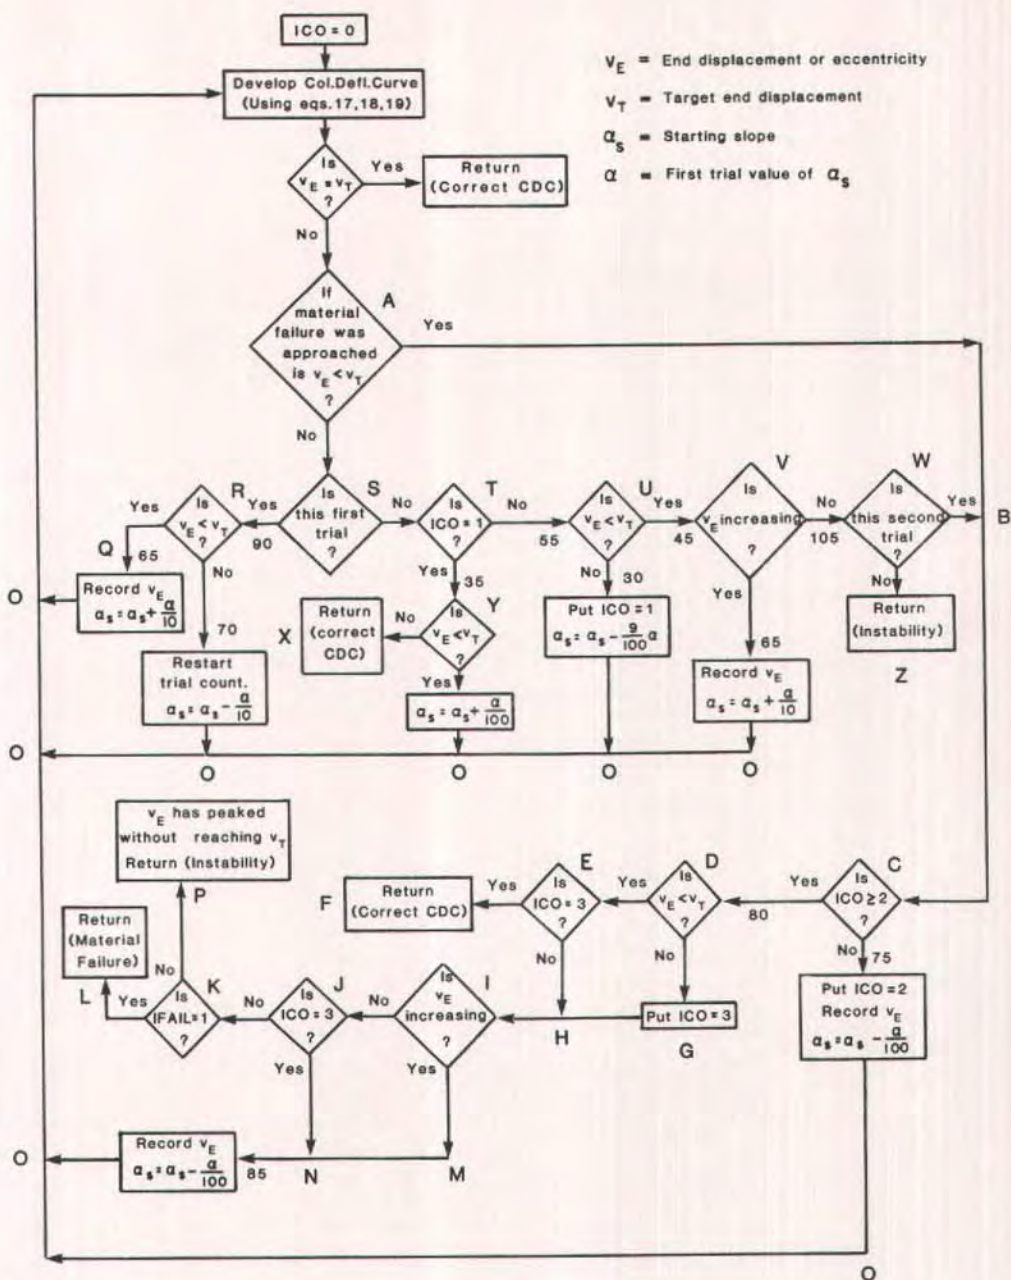 ICO = 0
Develop Col.Defl.Curve
(Using eqs.17,18,19)
v_E = End displacement or eccentricity
v_T = Target end displacement
α_s = Starting slope
α = First trial value of α_s
Is
v_E = v_T
?
Yes
Return
(Correct CDC)
No
A
If
material
failure was
approached
is v_E < v_T
?
Yes
No
B
Q
Yes
R
Is
v_E < v_T
?
Yes
90
S
Is
this first
trial
?
No
T
Is
ICO = 1
?
No
55
U
Is
v_E < v_T
?
Yes
45
V
Is
v_E increasing
?
No
105
W
Is
this second
trial
?
Yes
65
No
Yes
35
No
30
Yes
No
O
Record v_E
α_s = α_s + α/10
70
Restart
trial count.
α_s = α_s - α/10
X
Return
(correct
CDC)
No
Y
Is
v_E < v_T
?
Yes
α_s = α_s + α/100
Put ICO = 1
α_s = α_s - 9/100 α
65
Record v_E
α_s = α_s + α/10
Return
(Instability)
Z
O
O
O
O
O
v_E has peaked
without reaching v_T
Return (Instability)
P
F
Return
(Correct CDC)
Yes
E
Is
ICO = 3
?
Yes
D
Is
v_E < v_T
?
Yes
80
C
Is
ICO ≥ 2
?
No
No
No
75
Return
(Material
Failure)
L
Yes
No
K
Is
IFAIL=1
?
No
J
Is
ICO = 3
?
No
I
Is
v_E
increasing
?
H
Put ICO = 3
G
Put ICO = 2
Record v_E
α_s = α_s - α/100
Yes
Yes
O
Record v_E
α_s = α_s - α/100
85
N
M
O